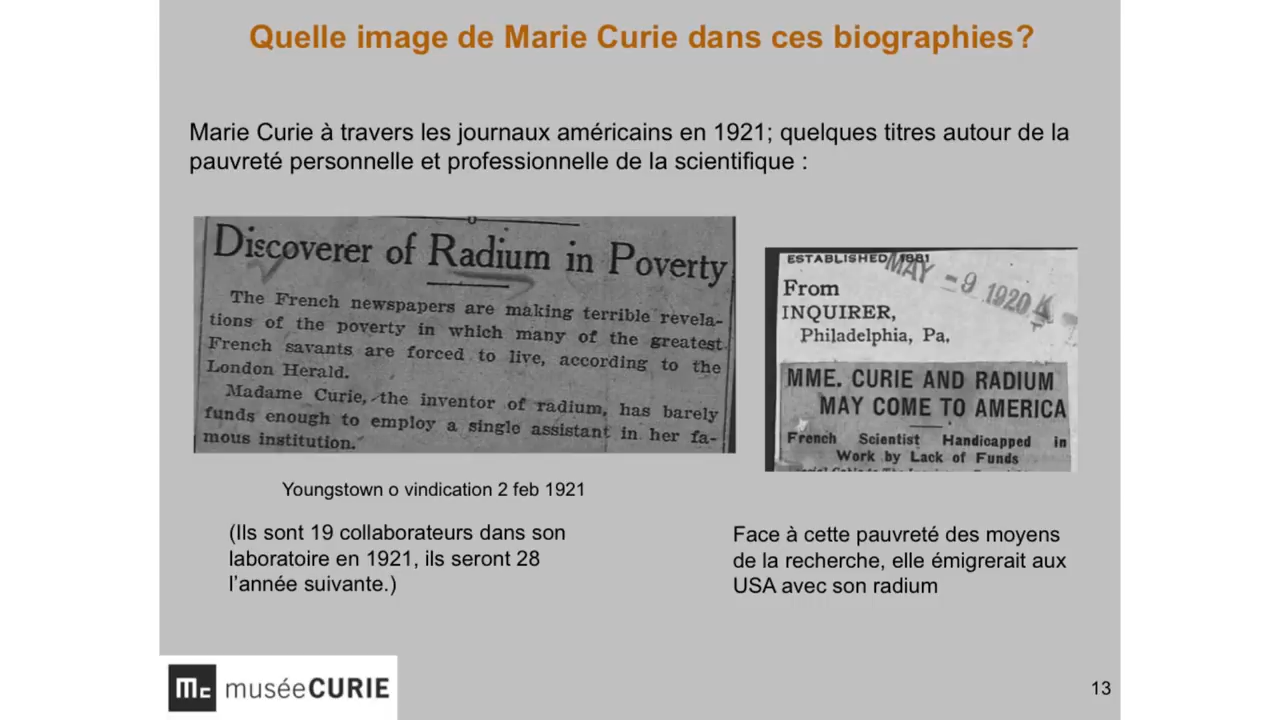 Quelle image de Marie Curie dans ces biographies?
Marie Curie à travers les journaux américains en 1921; quelques titres autour de la
pauvreté personnelle et professionnelle de la scientifique :
Discoverer of Radium in Poverty
The French newspapers are making terrible revela-
tions of the poverty in which many of the greatest
French savants are forced to live, according to the
London Herald.
Madame Curie, the inventor of radium, has barely
funds enough to employ a single assistant in her fa-
mous institution.
Youngstown o vindication 2 feb 1921
(Ils sont 19 collaborateurs dans son
laboratoire en 1921, ils seront 28
l’année suivante.)
ESTABLISHED 1881
MAY - 9 1920
From
INQUIRER,
Philadelphia, Pa.
MME. CURIE AND RADIUM
MAY COME TO AMERICA
French Scientist Handicapped in
Work by Lack of Funds
Face à cette pauvreté des moyens
de la recherche, elle émigrerait aux
USA avec son radium
Mc muséeCURIE
13